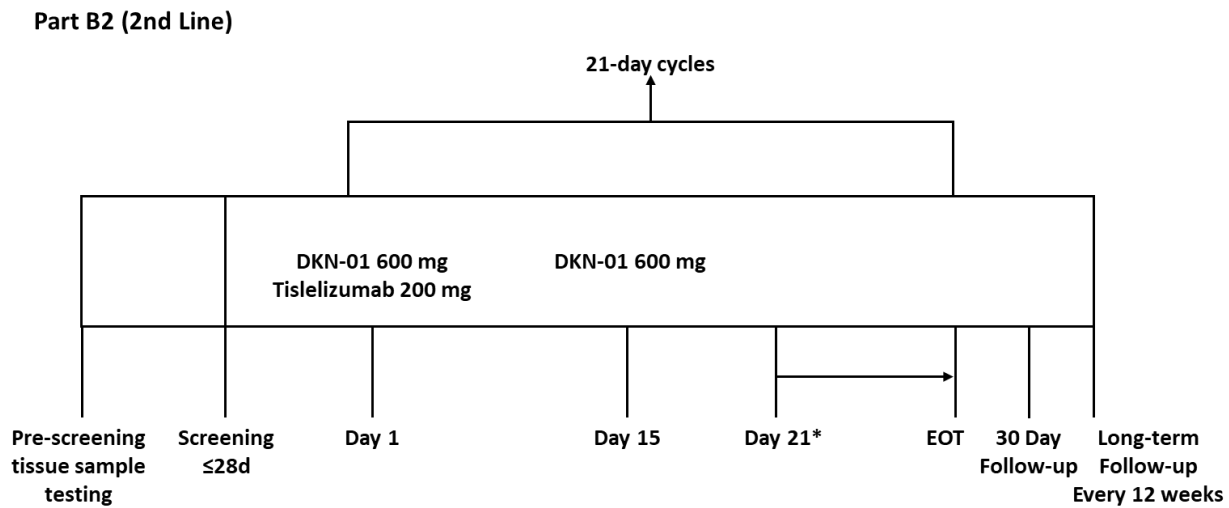 Part B2 (2nd Line)
21-day cycles
DKN-01 600 mg
Tislelizumab 200 mg
DKN-01 600 mg
Pre-screening
tissue sample
testing
Screening
≤28d
Day 1
Day 15
Day 21*
EOT
30 Day
Follow-up
Long-term
Follow-up
Every 12 weeks